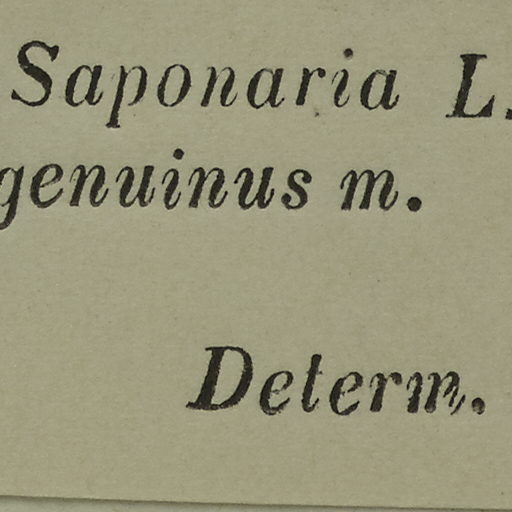 Saponaria L.
genuinus m.
Determ.